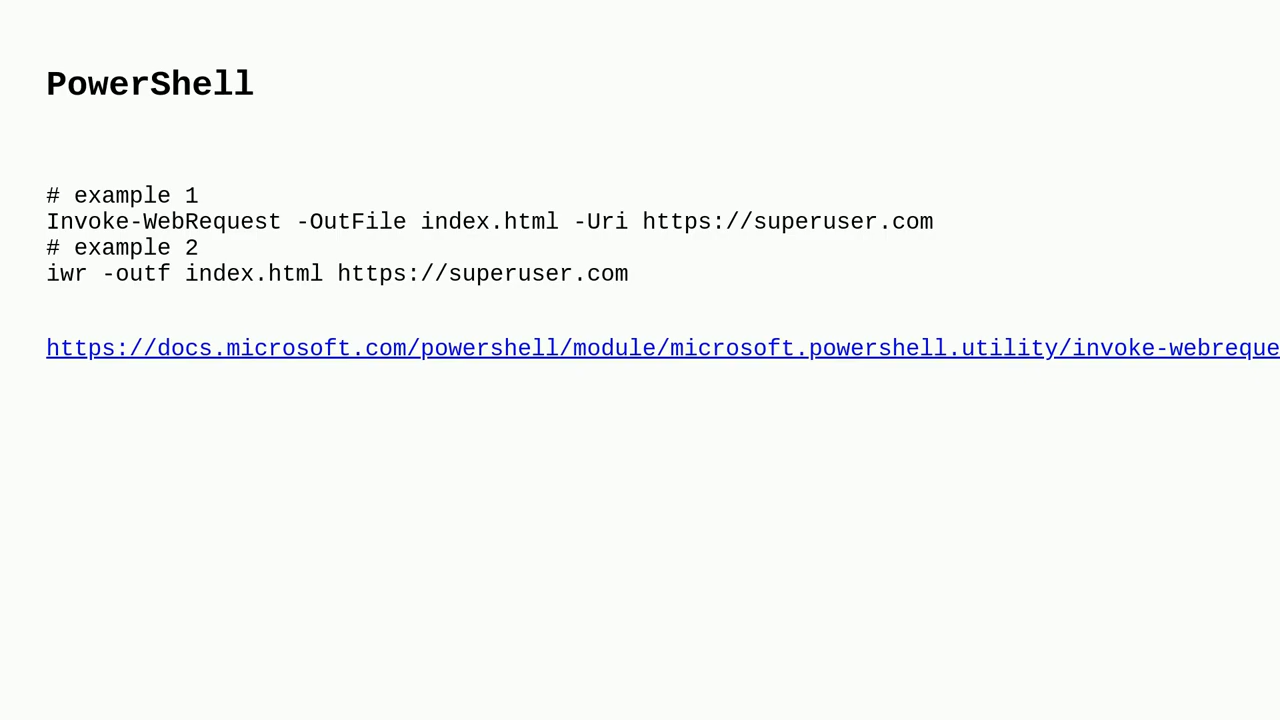 PowerShell
# example 1
Invoke-WebRequest -OutFile index.html -Uri https://superuser.com
# example 2
iwr -outf index.html https://superuser.com
https://docs.microsoft.com/powershell/module/microsoft.powershell.utility/invoke-webreque